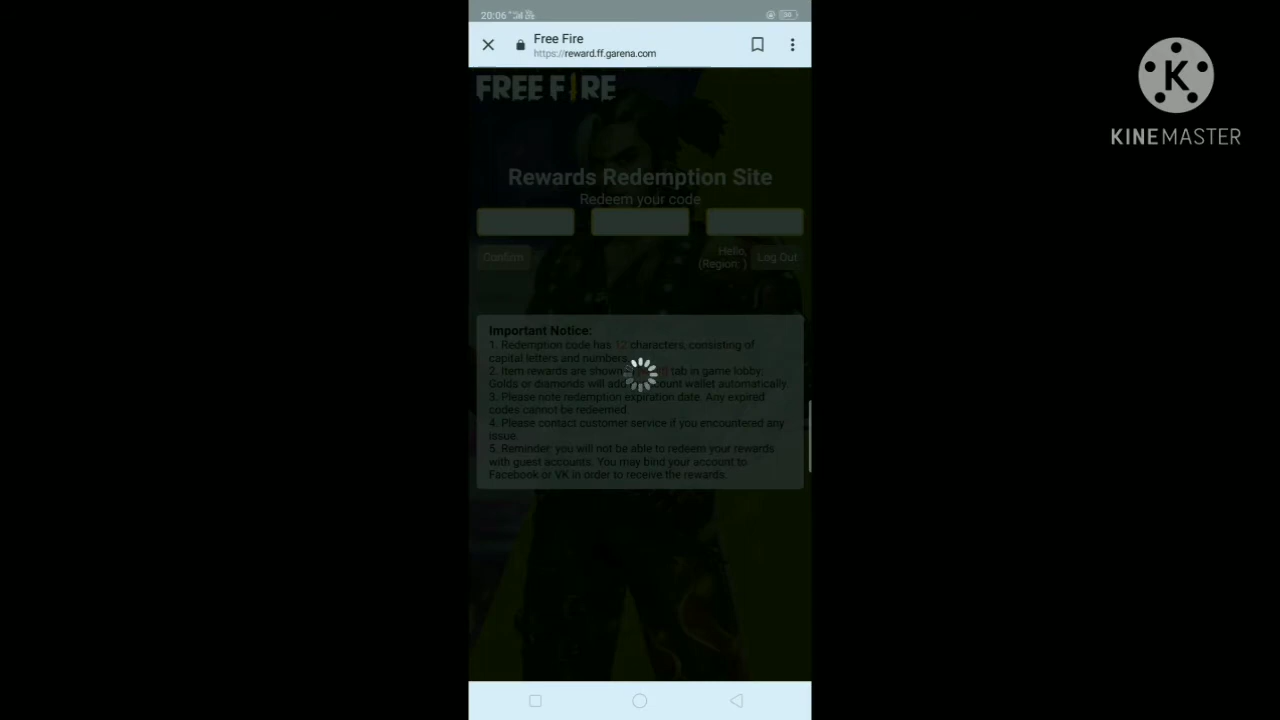 20:06
36
Free Fire
https://reward.ff.garena.com
FREE FIRE
KINEMASTER
Rewards Redemption Site
Redeem your code
Confirm
Hello,
(Region: )
Log Out
Important Notice:
1. Redemption code has 12 characters, consisting of
capital letters and numbers
2. Item rewards are shown tab in game lobby;
Golds or diamonds will add account wallet automatically.
3. Please note redemption expiration date. Any expired
codes cannot be redeemed.
4. Please contact customer service if you encountered any
issue.
5. Reminder: you will not be able to redeem your rewards
with guest accounts. You may bind your account to
Facebook or VK in order to receive the rewards.